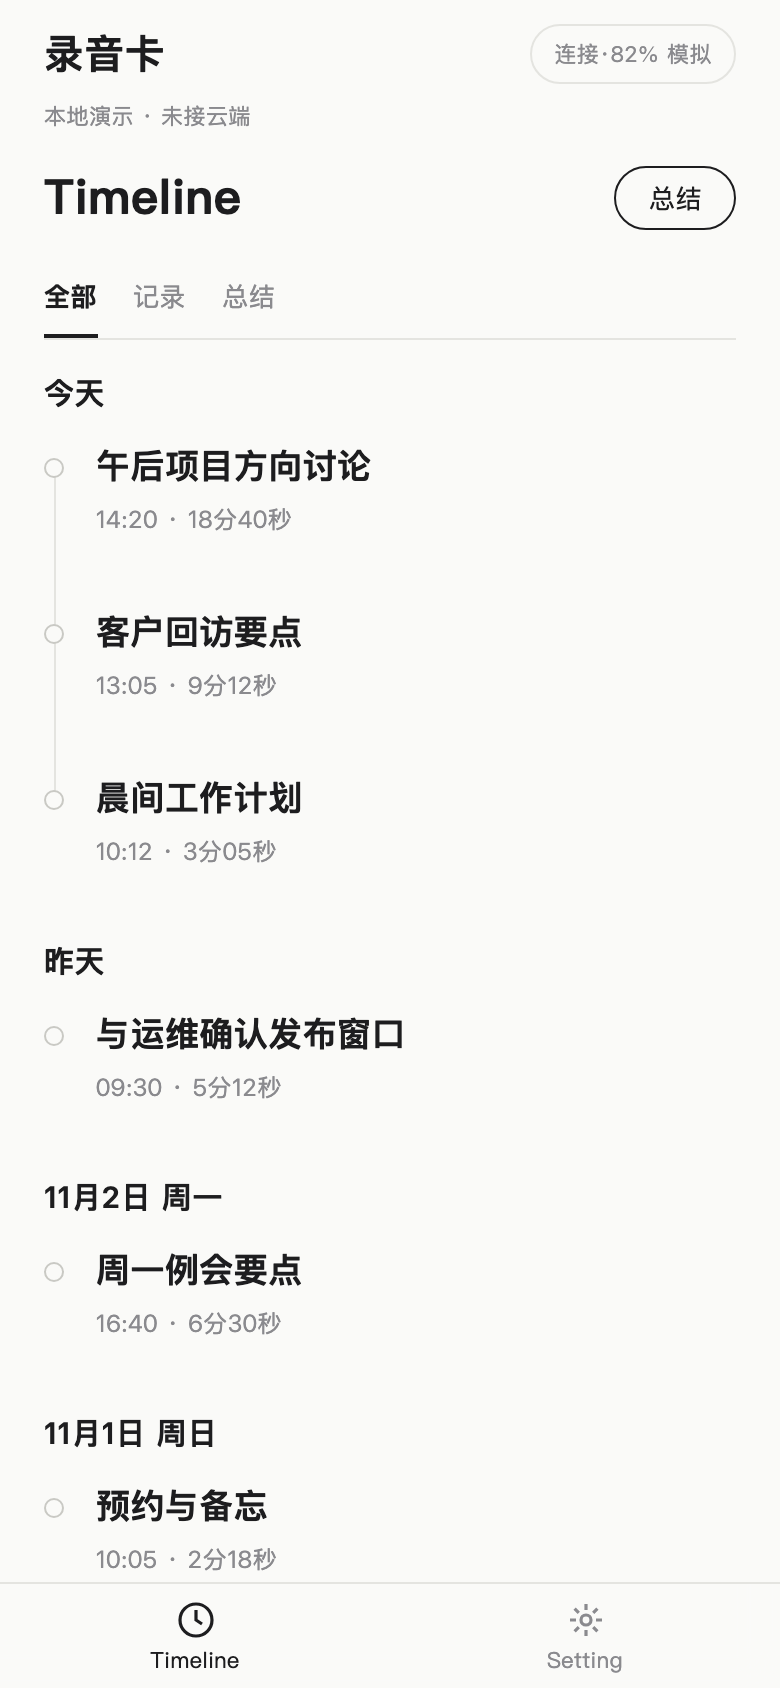 录音卡
连接·82% 模拟
本地演示 · 未接云端
Timeline
总结
全部 记录 总结
今天
午后项目方向讨论
14:20 · 18分40秒
客户回访要点
13:05 · 9分12秒
晨间工作计划
10:12 · 3分05秒
昨天
与运维确认发布窗口
09:30 · 5分12秒
11月2日 周一
周一例会要点
16:40 · 6分30秒
11月1日 周日
预约与备忘
10:05 · 2分18秒
Timeline
Setting